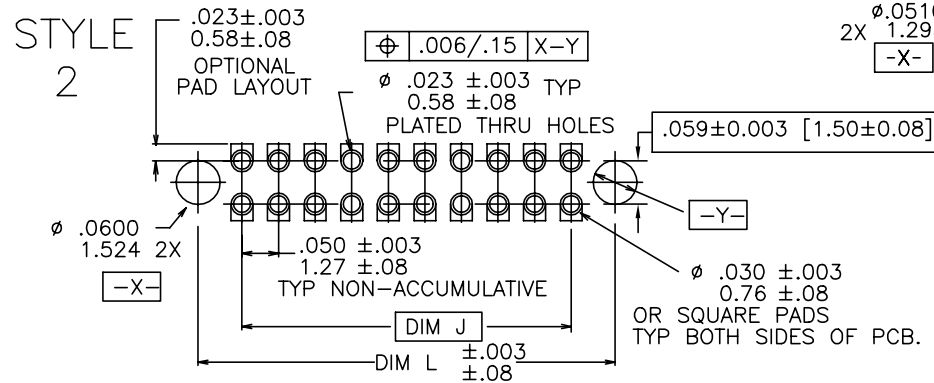 STYLE
2
.023±.003
0.58±.08
OPTIONAL
PAD LAYOUT
⌖ .006/.15 X-Y
ø .023 ±.003 TYP
0.58 ±.08
PLATED THRU HOLES
2X 1.29
-X-
.059±0.003 [1.50±0.08]
-Y-
ø .0600
1.524 2X
-X-
.050 ±.003
1.27 ±.08
TYP NON-ACCUMULATIVE
ø .030 ±.003
0.76 ±.08
OR SQUARE PADS
TYP BOTH SIDES OF PCB.
DIM J
DIM L ±.003
±.08